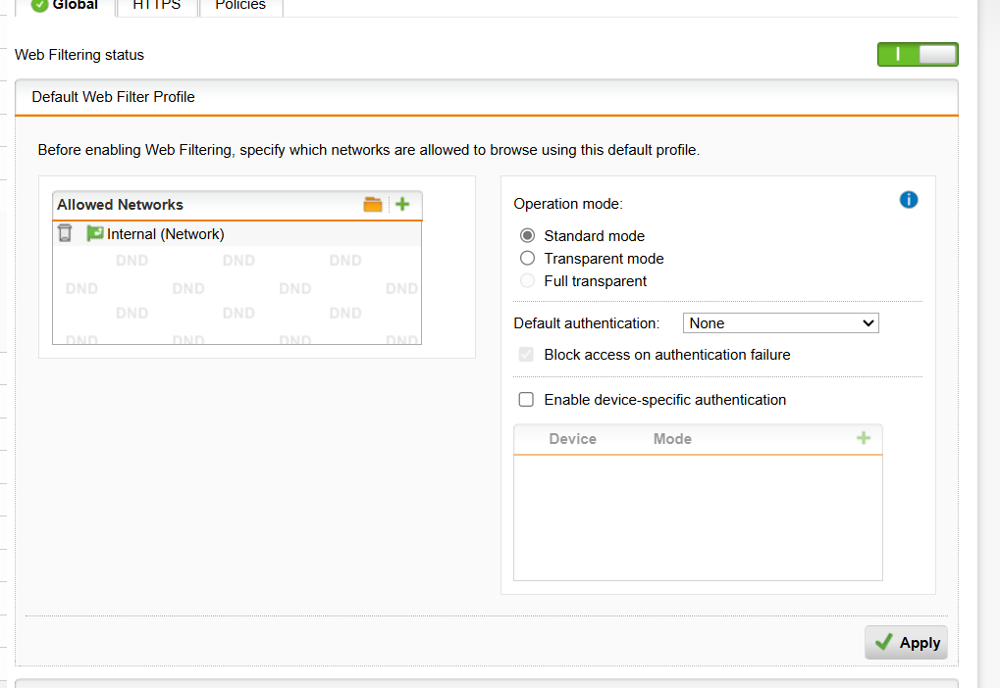 Global HTTPS Policies
Web Filtering status
Default Web Filter Profile
Before enabling Web Filtering, specify which networks are allowed to browse using this default profile.
Allowed Networks
Internal (Network)
DND DND DND
DND DND DND DND
DND DND DND
DND DND DND DND
Operation mode:
Standard mode
Transparent mode
Full transparent
Default authentication: None
Block access on authentication failure
Enable device-specific authentication
Device Mode
Apply